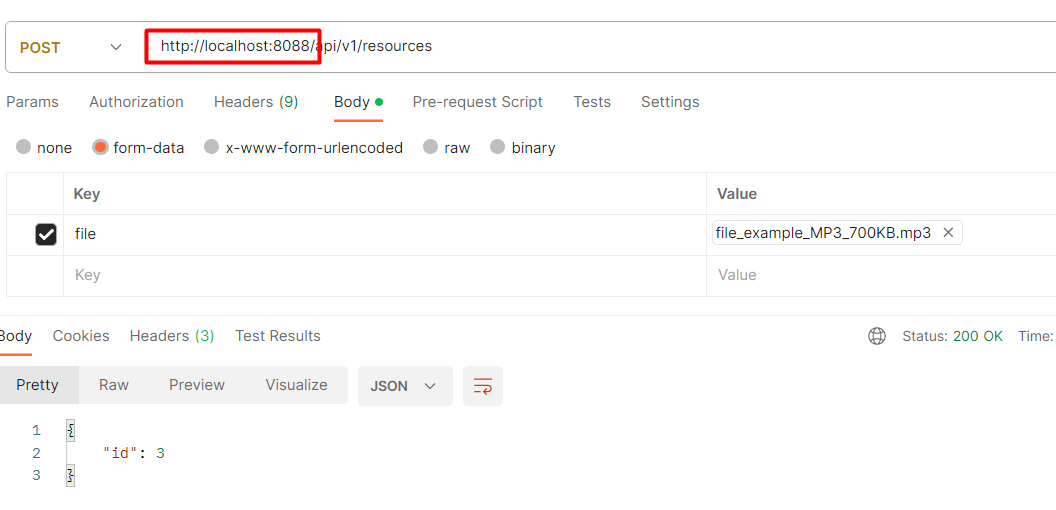 POST http://localhost:8088/api/v1/resources
Params Authorization Headers (9) Body Pre-request Script Tests Settings
none form-data x-www-form-urlencoded raw binary
Key Value
file file_example_MP3_700KB.mp3
Key Value
Body Cookies Headers (3) Test Results Status: 200 OK Time:
Pretty Raw Preview Visualize JSON
1 {
2 "id": 3
3 }